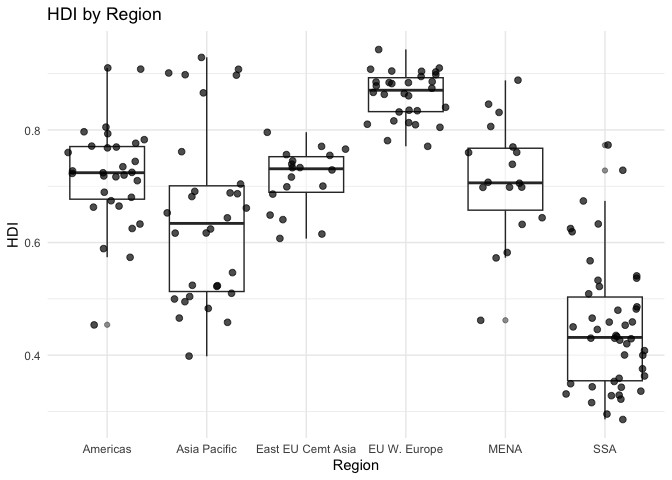 HDI by Region
HDI
0.8
0.6
0.4
Americas
Asia Pacific
East EU Cemt Asia
EU W. Europe
MENA
SSA
Region